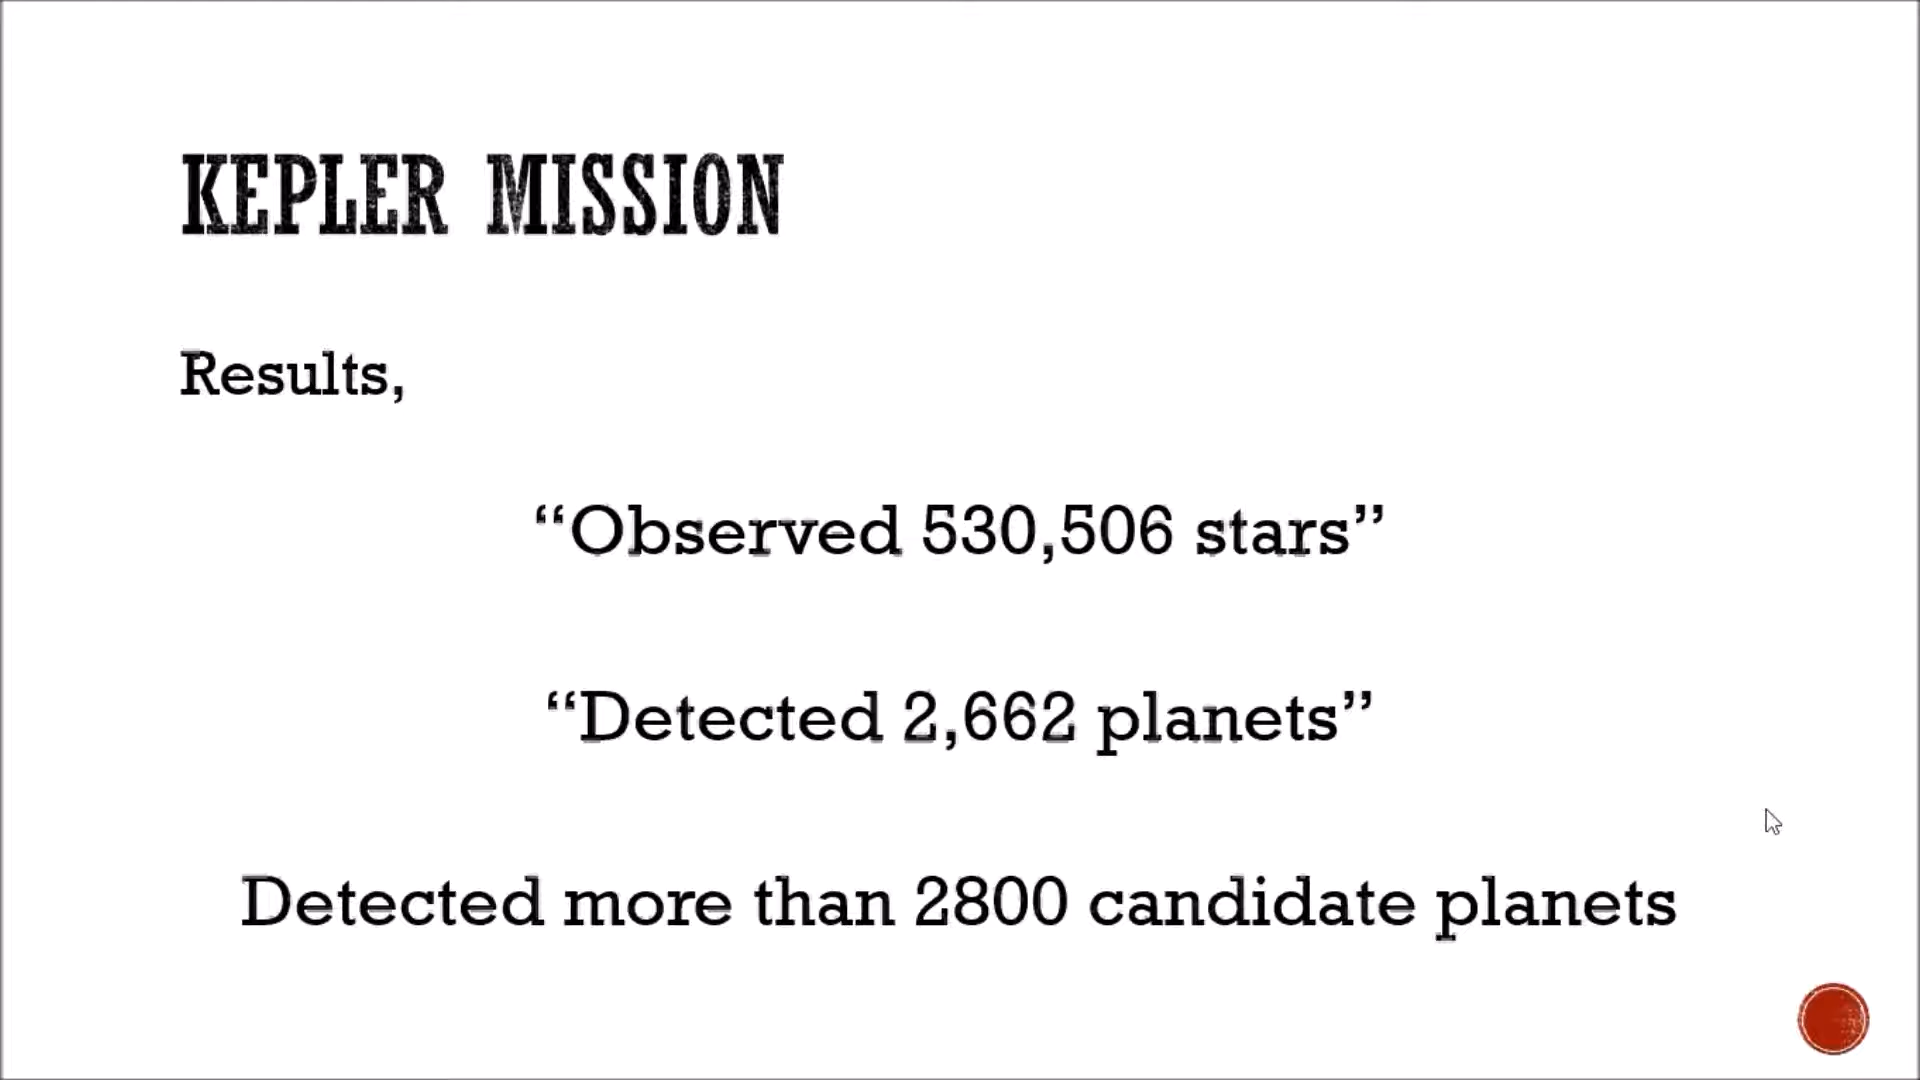 KEPLER MISSION
Results,
“Observed 530,506 stars”
“Detected 2,662 planets”
Detected more than 2800 candidate planets